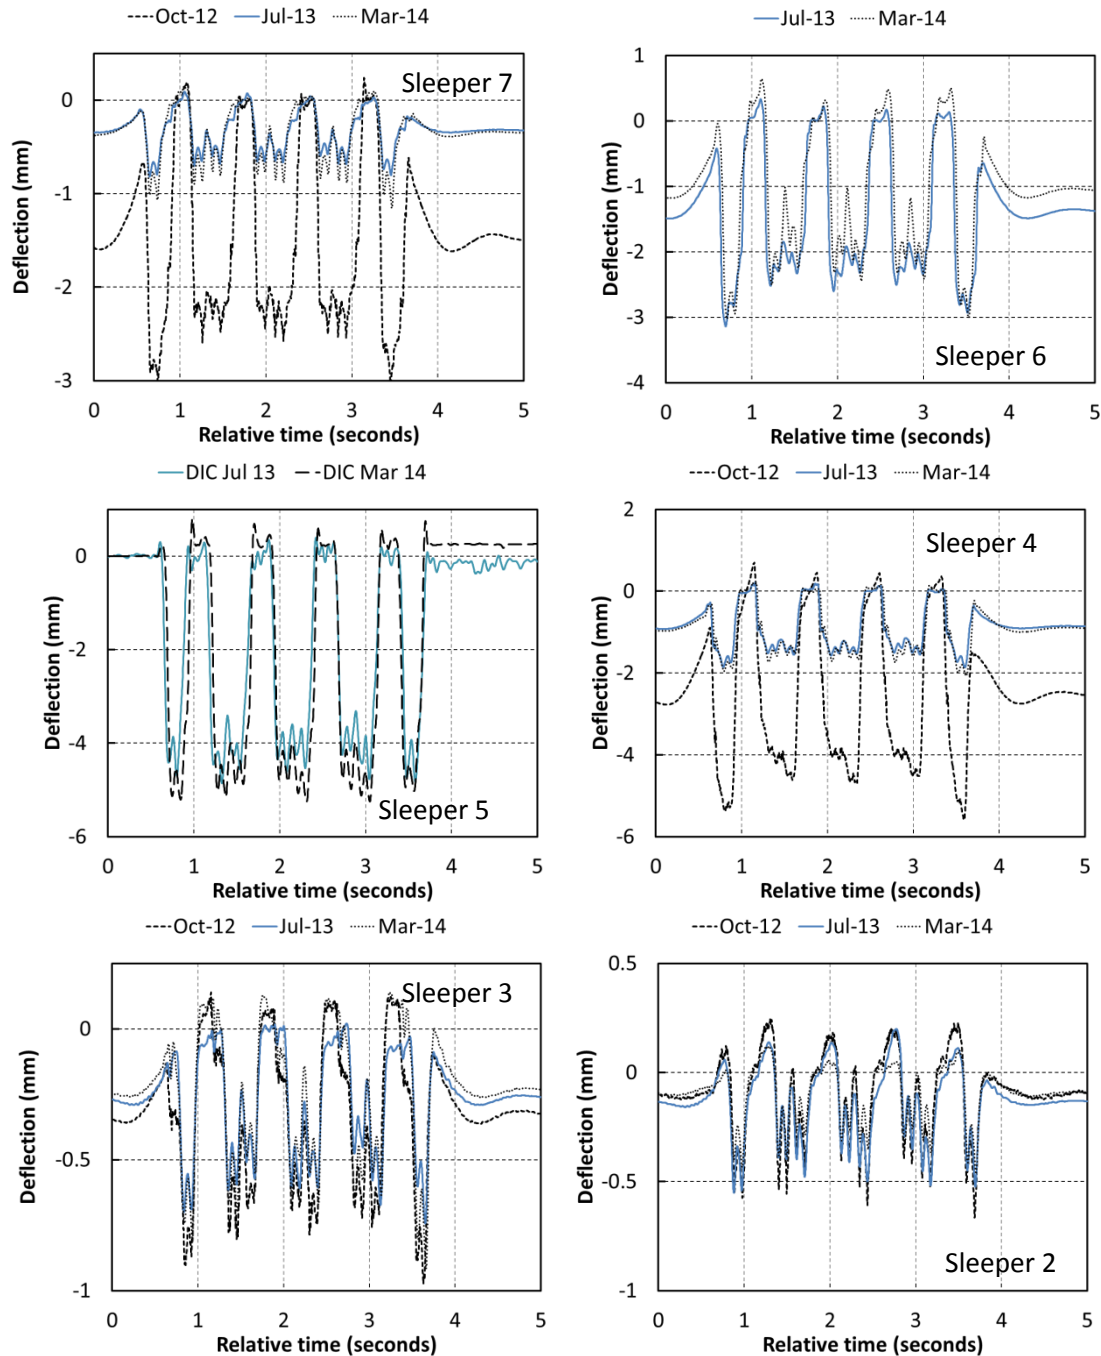 Oct-12 Jul-13 Mar-14
Sleeper 7
Deflection (mm)
0
-1
-2
-3
0 1 2 3 4 5
Relative time (seconds)
Jul-13 Mar-14
Sleeper 6
Deflection (mm)
1
0
-1
-2
-3
-4
0 1 2 3 4 5
Relative time (seconds)
DIC Jul 13 DIC Mar 14
Sleeper 5
Deflection (mm)
0
-2
-4
-6
0 1 2 3 4 5
Relative time (seconds)
Oct-12 Jul-13 Mar-14
Sleeper 4
Deflection (mm)
2
0
-2
-4
-6
0 1 2 3 4 5
Relative time (seconds)
Oct-12 Jul-13 Mar-14
Sleeper 3
Deflection (mm)
0
-0.5
-1
0 1 2 3 4 5
Relative time (seconds)
Oct-12 Jul-13 Mar-14
Sleeper 2
Deflection (mm)
0.5
0
-0.5
-1
0 1 2 3 4 5
Relative time (seconds)